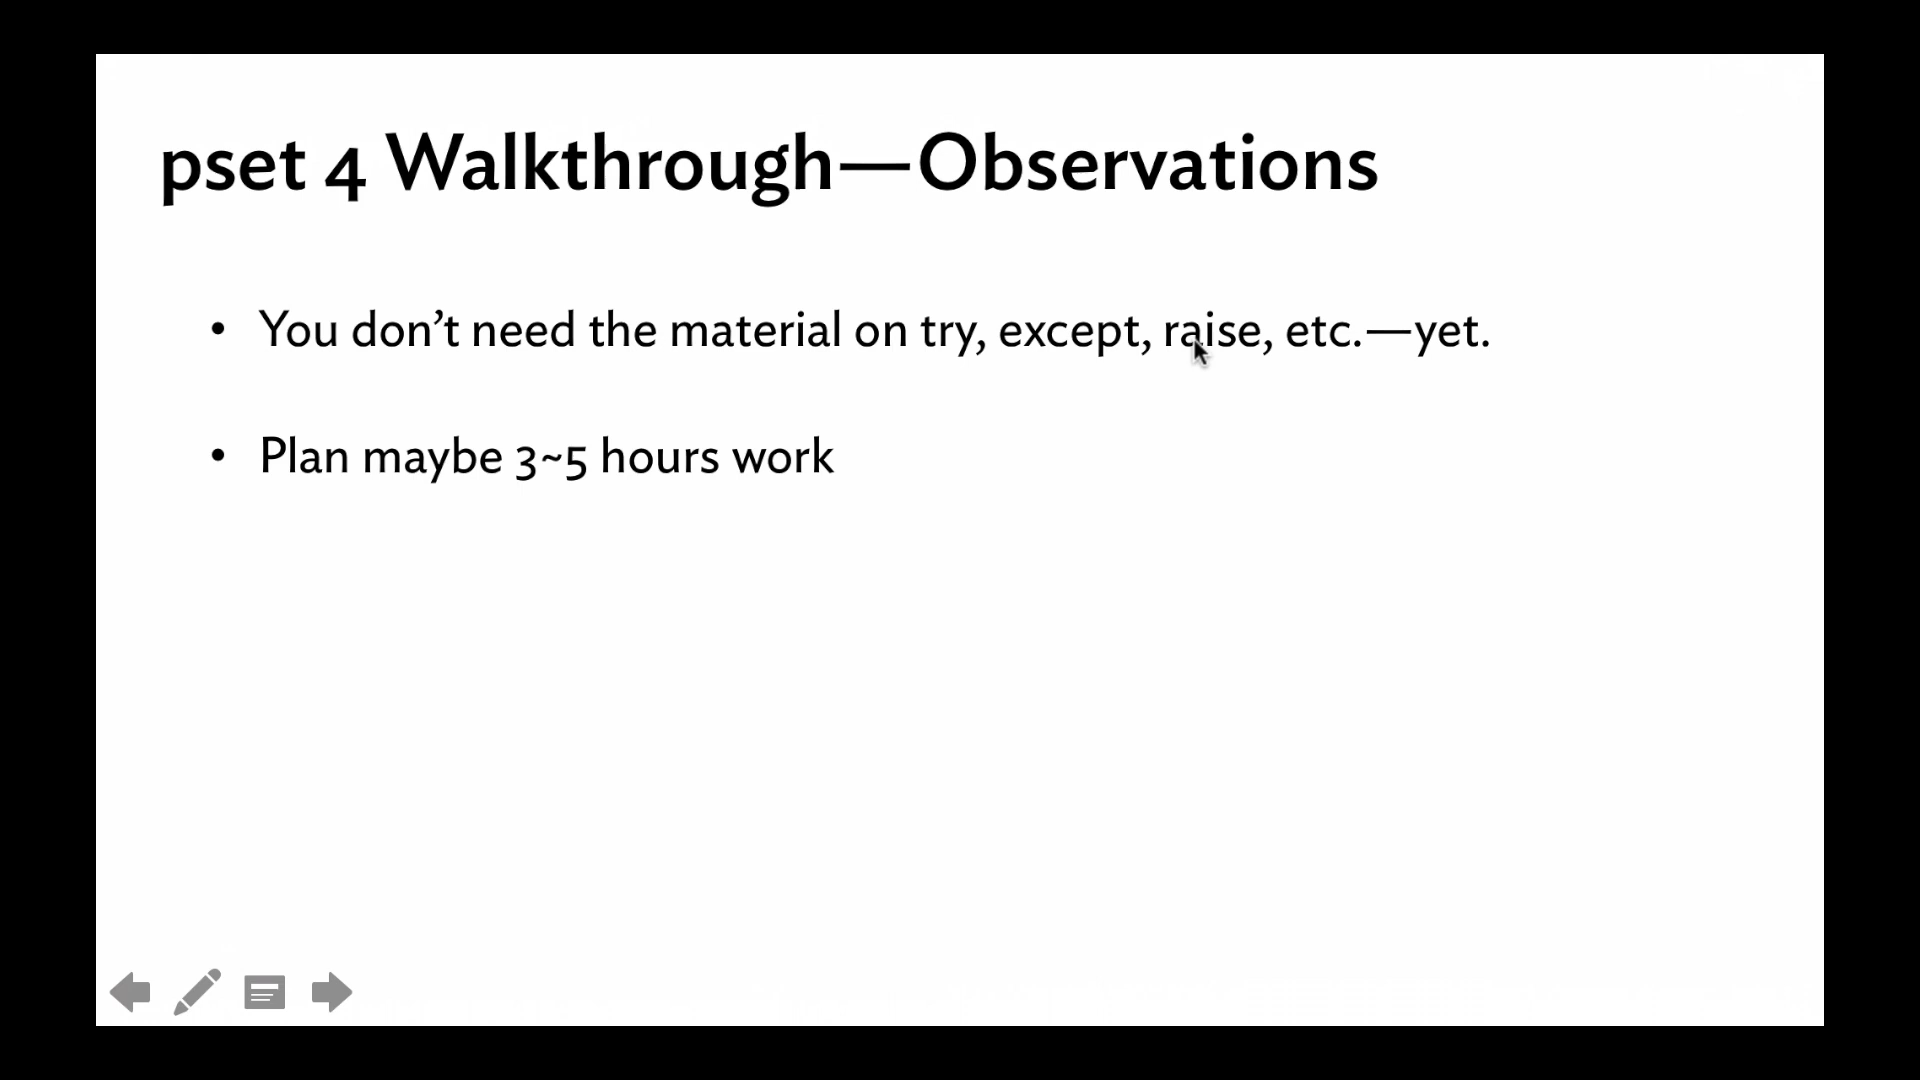 pset 4 Walkthrough—Observations
• You don’t need the material on try, except, raise, etc.—yet.
• Plan maybe 3~5 hours work